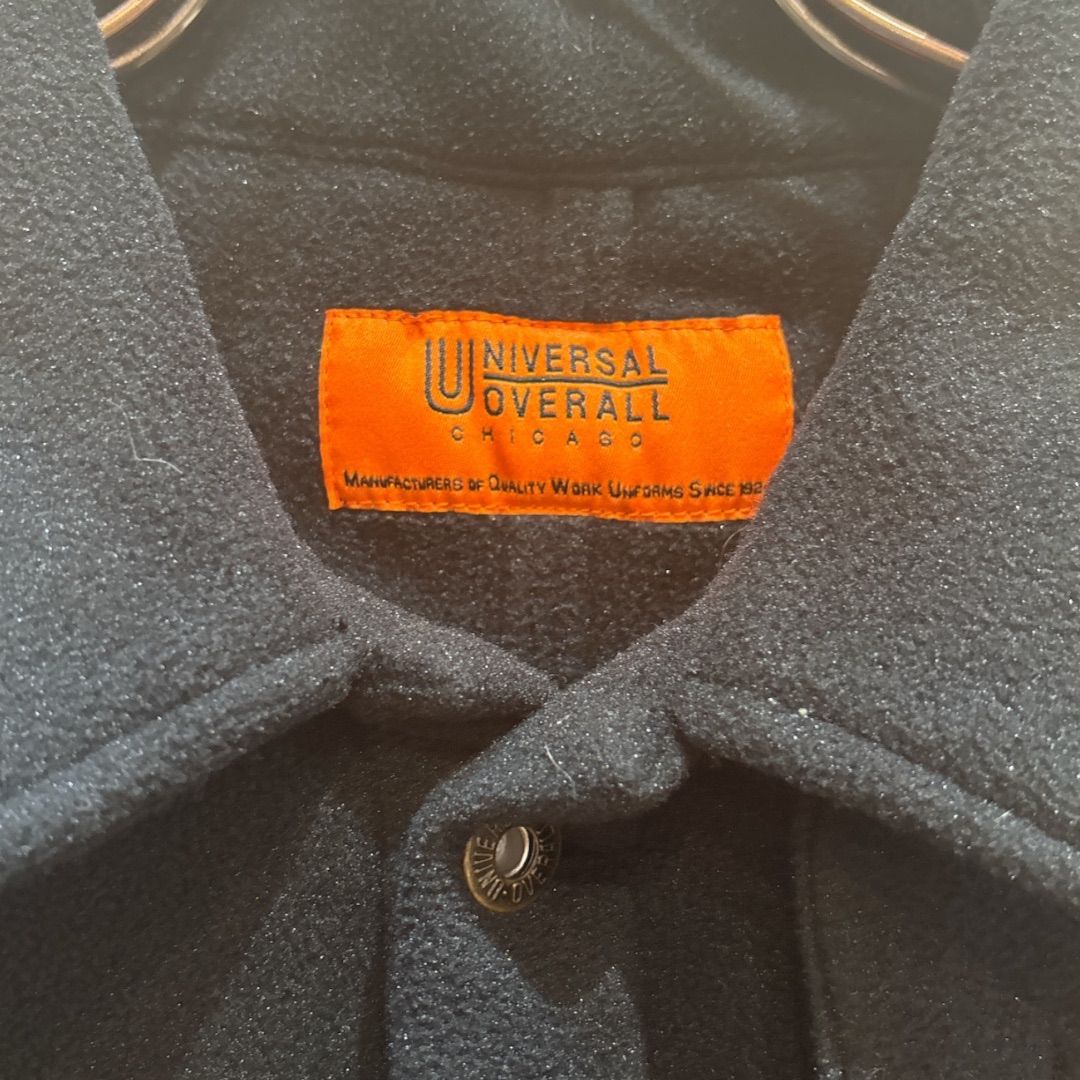 UNIVERSAL
OVERALL
CHICAGO
MANUFACTURERS OF QUALITY WORK UNIFORMS SINCE 192